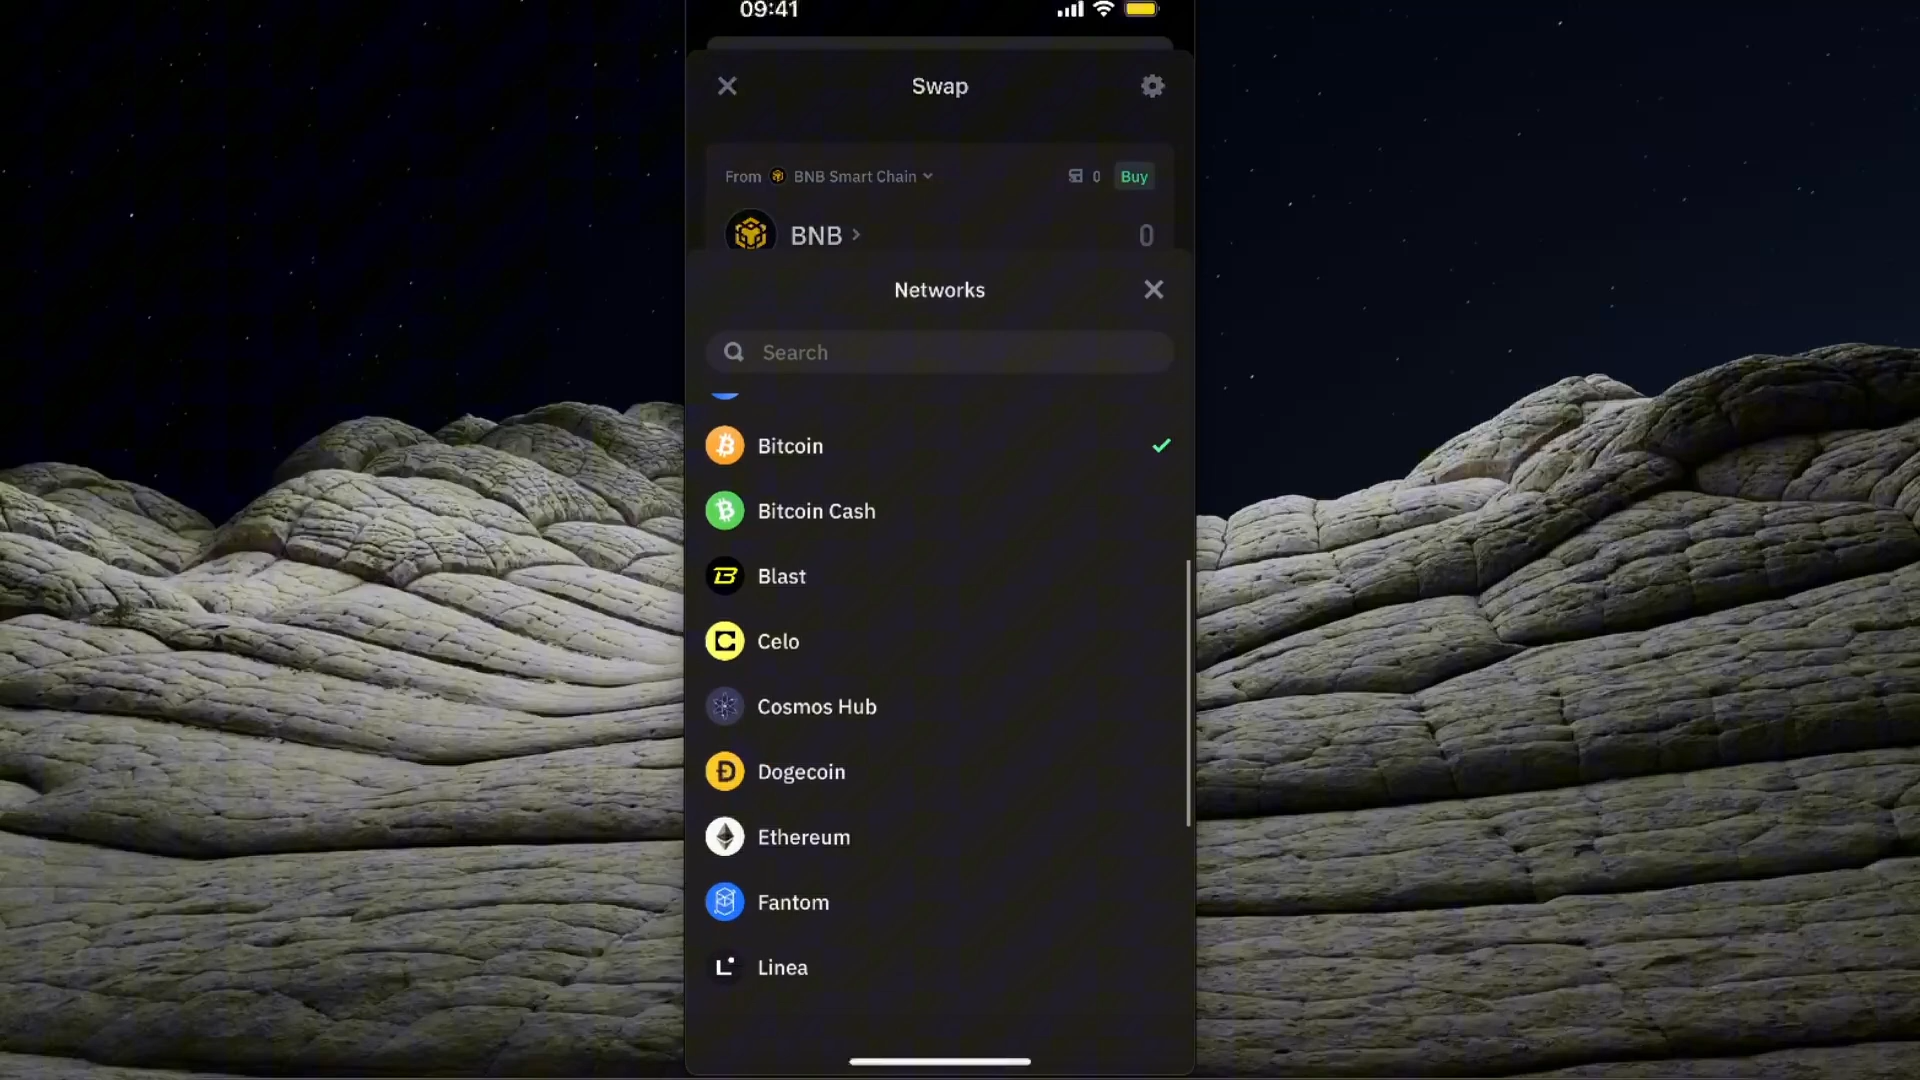 09:41
Swap
From BNB Smart Chain 0 Buy
BNB 0
Networks
Search
Bitcoin
Bitcoin Cash
Blast
Celo
Cosmos Hub
Dogecoin
Ethereum
Fantom
Linea